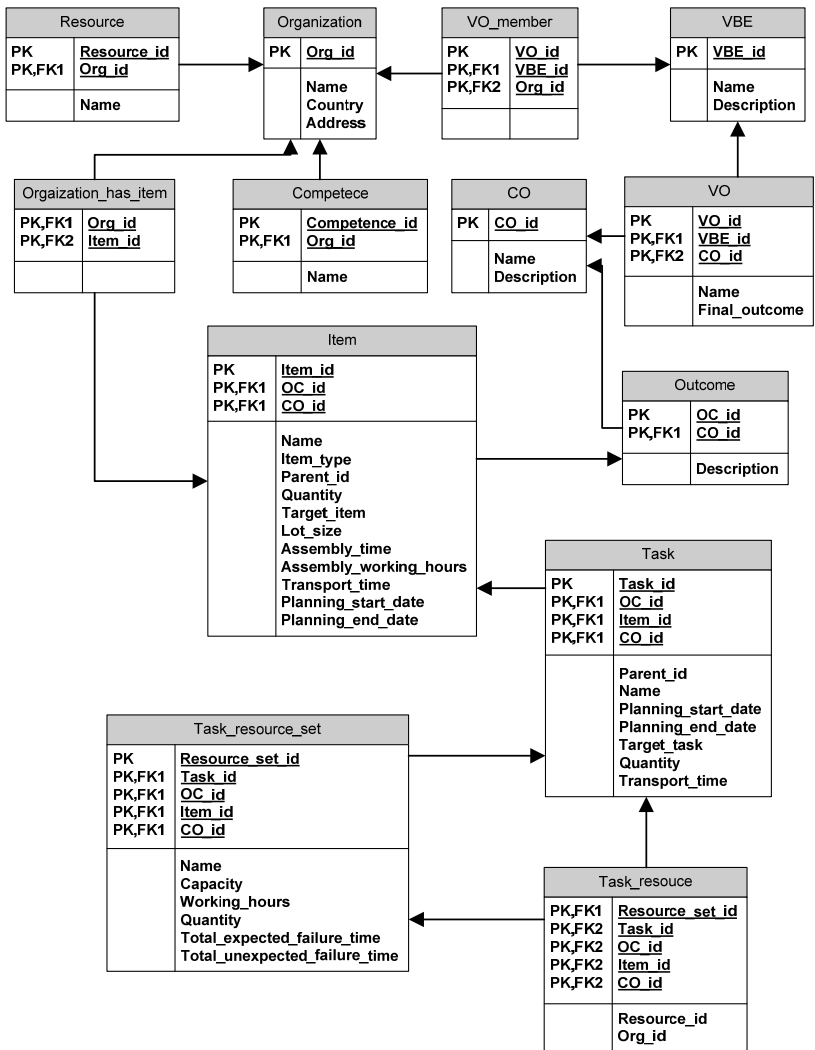 Resource
PK Resource_id
PK,FK1 Org_id
Name
Organization
PK Org_id
Name
Country
Address
VO_member
PK VO_id
PK,FK1 VBE_id
PK,FK2 Org_id
VBE
PK VBE_id
Name
Description
Orgaization_has_item
PK,FK1 Org_id
PK,FK2 Item_id
Competece
PK Competence_id
PK,FK1 Org_id
Name
CO
PK CO_id
Name
Description
VO
PK VO_id
PK,FK1 VBE_id
PK,FK2 CO_id
Name
Final_outcome
Item
PK Item_id
PK,FK1 OC_id
PK,FK1 CO_id
Name
Item_type
Parent_id
Quantity
Target_item
Lot_size
Assembly_time
Assembly_working_hours
Transport_time
Planning_start_date
Planning_end_date
Outcome
PK OC_id
PK,FK1 CO_id
Description
Task
PK Task_id
PK,FK1 OC_id
PK,FK1 Item_id
PK,FK1 CO_id
Parent_id
Name
Planning_start_date
Planning_end_date
Target_task
Quantity
Transport_time
Task_resource_set
PK Resource_set_id
PK,FK1 Task_id
PK,FK1 OC_id
PK,FK1 Item_id
PK,FK1 CO_id
Name
Capacity
Working_hours
Quantity
Total_expected_failure_time
Total_unexpected_failure_time
Task_resouce
PK,FK1 Resource_set_id
PK,FK2 Task_id
PK,FK2 OC_id
PK,FK2 Item_id
PK,FK2 CO_id
Resource_id
Org_id